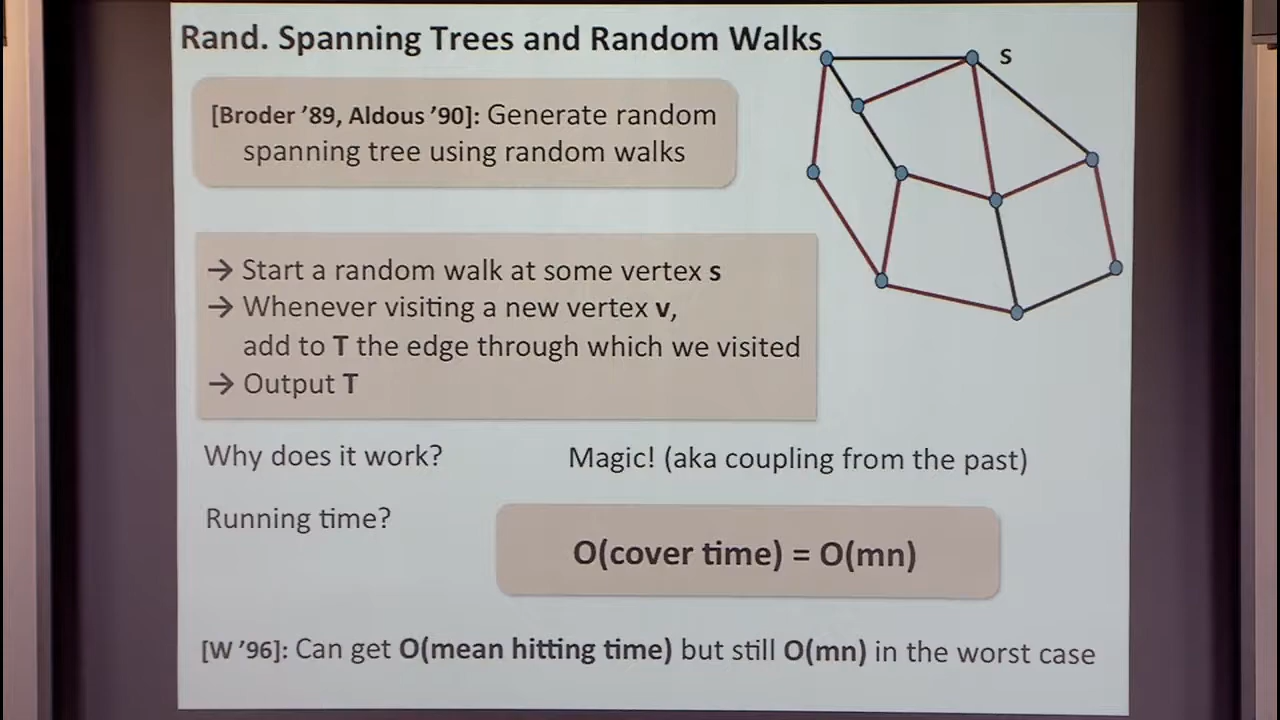 Rand. Spanning Trees and Random Walks
s
[Broder ’89, Aldous ’90]: Generate random
spanning tree using random walks
→ Start a random walk at some vertex s
→ Whenever visiting a new vertex v,
add to T the edge through which we visited
→ Output T
Why does it work?
Magic! (aka coupling from the past)
Running time?
O(cover time) = O(mn)
[W ’96]: Can get O(mean hitting time) but still O(mn) in the worst case